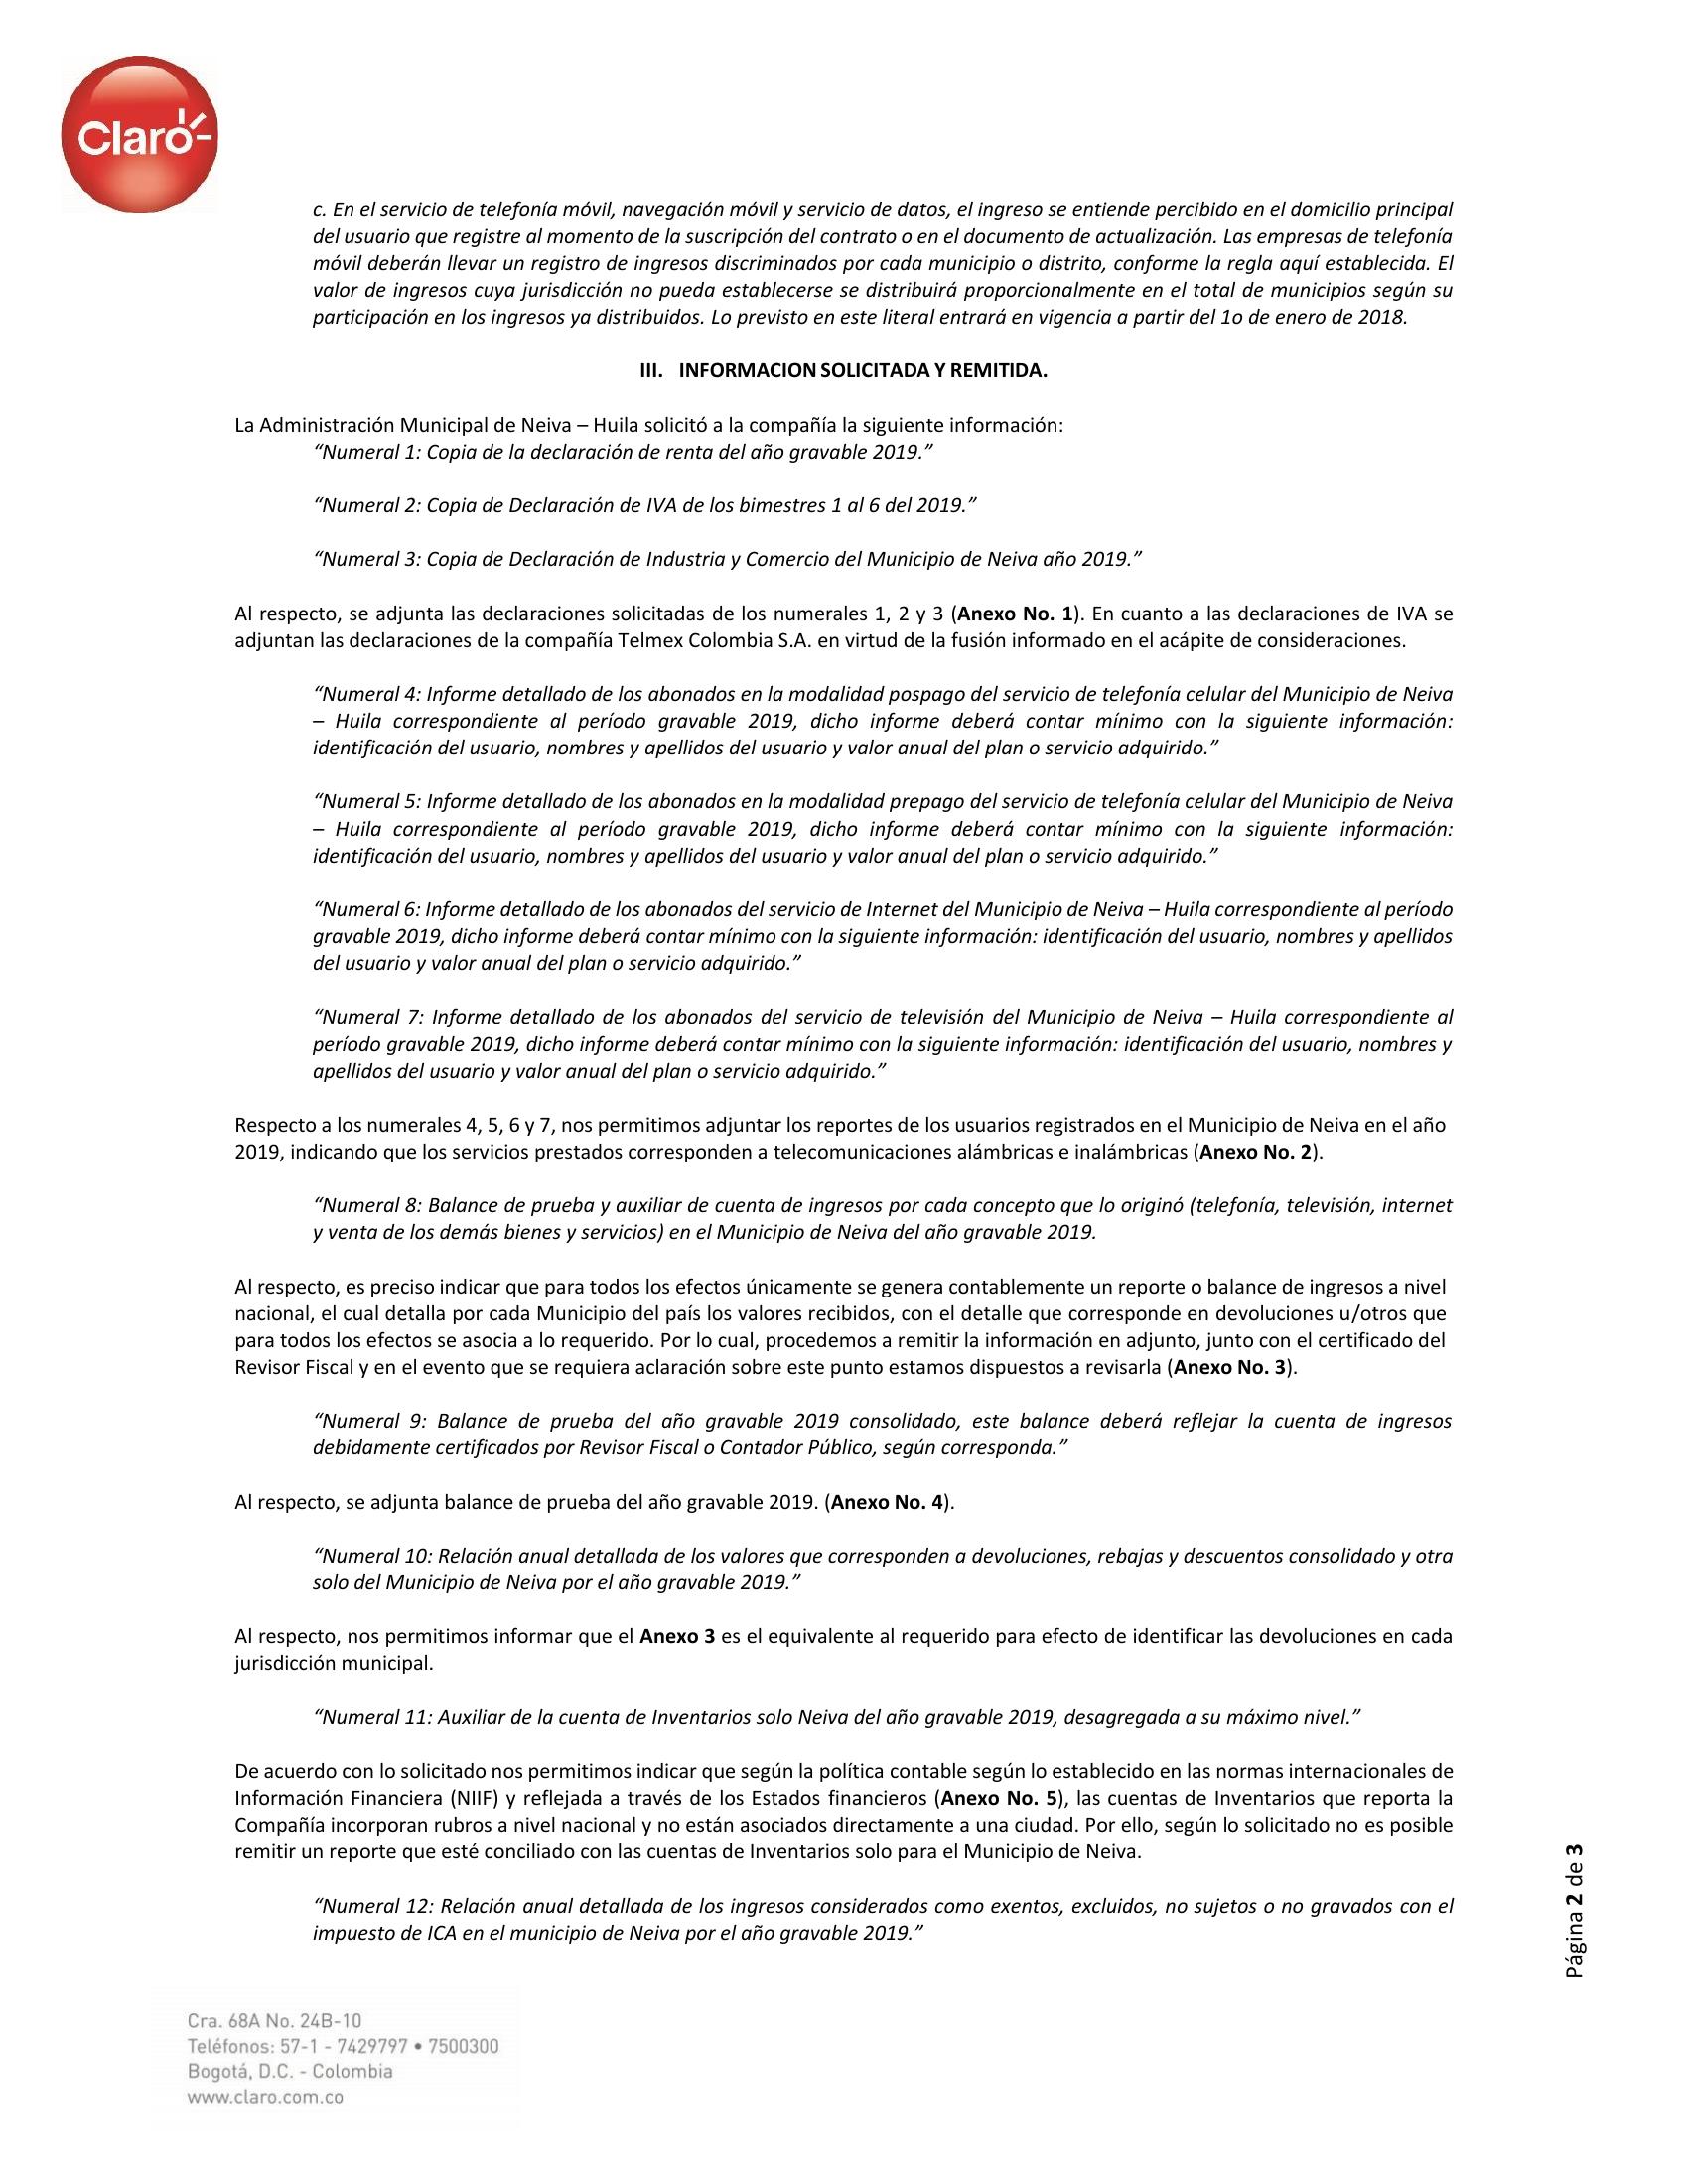 Claro
c. En el servicio de telefonía móvil, navegación móvil y servicio de datos, el ingreso se entiende percibido en el domicilio principal
del usuario que registre al momento de la suscripción del contrato o en el documento de actualización. Las empresas de telefonía
móvil deberán llevar un registro de ingresos discriminados por cada municipio o distrito, conforme la regla aquí establecida. El
valor de ingresos cuya jurisdicción no pueda establecerse se distribuirá proporcionalmente en el total de municipios según su
participación en los ingresos ya distribuidos. Lo previsto en este literal entrará en vigencia a partir del 1o de enero de 2018.
III. INFORMACION SOLICITADA Y REMITIDA.
La Administración Municipal de Neiva – Huila solicitó a la compañía la siguiente información:
“Numeral 1: Copia de la declaración de renta del año gravable 2019.”
“Numeral 2: Copia de Declaración de IVA de los bimestres 1 al 6 del 2019.”
“Numeral 3: Copia de Declaración de Industria y Comercio del Municipio de Neiva año 2019.”
Al respecto, se adjunta las declaraciones solicitadas de los numerales 1, 2 y 3 (Anexo No. 1). En cuanto a las declaraciones de IVA se
adjuntan las declaraciones de la compañía Telmex Colombia S.A. en virtud de la fusión informado en el acápite de consideraciones.
“Numeral 4: Informe detallado de los abonados en la modalidad pospago del servicio de telefonía celular del Municipio de Neiva
– Huila correspondiente al período gravable 2019, dicho informe deberá contar mínimo con la siguiente información:
identificación del usuario, nombres y apellidos del usuario y valor anual del plan o servicio adquirido.”
“Numeral 5: Informe detallado de los abonados en la modalidad prepago del servicio de telefonía celular del Municipio de Neiva
– Huila correspondiente al período gravable 2019, dicho informe deberá contar mínimo con la siguiente información:
identificación del usuario, nombres y apellidos del usuario y valor anual del plan o servicio adquirido.”
“Numeral 6: Informe detallado de los abonados del servicio de Internet del Municipio de Neiva – Huila correspondiente al período
gravable 2019, dicho informe deberá contar mínimo con la siguiente información: identificación del usuario, nombres y apellidos
del usuario y valor anual del plan o servicio adquirido.”
“Numeral 7: Informe detallado de los abonados del servicio de televisión del Municipio de Neiva – Huila correspondiente al
período gravable 2019, dicho informe deberá contar mínimo con la siguiente información: identificación del usuario, nombres y
apellidos del usuario y valor anual del plan o servicio adquirido.”
Respecto a los numerales 4, 5, 6 y 7, nos permitimos adjuntar los reportes de los usuarios registrados en el Municipio de Neiva en el año
2019, indicando que los servicios prestados corresponden a telecomunicaciones alámbricas e inalámbricas (Anexo No. 2).
“Numeral 8: Balance de prueba y auxiliar de cuenta de ingresos por cada concepto que lo originó (telefonía, televisión, internet
y venta de los demás bienes y servicios) en el Municipio de Neiva del año gravable 2019.
Al respecto, es preciso indicar que para todos los efectos únicamente se genera contablemente un reporte o balance de ingresos a nivel
nacional, el cual detalla por cada Municipio del país los valores recibidos, con el detalle que corresponde en devoluciones u/otros que
para todos los efectos se asocia a lo requerido. Por lo cual, procedemos a remitir la información en adjunto, junto con el certificado del
Revisor Fiscal y en el evento que se requiera aclaración sobre este punto estamos dispuestos a revisarla (Anexo No. 3).
“Numeral 9: Balance de prueba del año gravable 2019 consolidado, este balance deberá reflejar la cuenta de ingresos
debidamente certificados por Revisor Fiscal o Contador Público, según corresponda.”
Al respecto, se adjunta balance de prueba del año gravable 2019. (Anexo No. 4).
“Numeral 10: Relación anual detallada de los valores que corresponden a devoluciones, rebajas y descuentos consolidado y otra
solo del Municipio de Neiva por el año gravable 2019.”
Al respecto, nos permitimos informar que el Anexo 3 es el equivalente al requerido para efecto de identificar las devoluciones en cada
jurisdicción municipal.
“Numeral 11: Auxiliar de la cuenta de Inventarios solo Neiva del año gravable 2019, desagregada a su máximo nivel.”
De acuerdo con lo solicitado nos permitimos indicar que según la política contable según lo establecido en las normas internacionales de
Información Financiera (NIIF) y reflejada a través de los Estados financieros (Anexo No. 5), las cuentas de Inventarios que reporta la
Compañía incorporan rubros a nivel nacional y no están asociados directamente a una ciudad. Por ello, según lo solicitado no es posible
remitir un reporte que esté conciliado con las cuentas de Inventarios solo para el Municipio de Neiva.
“Numeral 12: Relación anual detallada de los ingresos considerados como exentos, excluidos, no sujetos o no gravados con el
impuesto de ICA en el municipio de Neiva por el año gravable 2019.”
Página 2 de 3
Cra. 68A No. 24B-10
Teléfonos: 57-1 - 7429797 • 7500300
Bogotá, D.C. - Colombia
www.claro.com.co